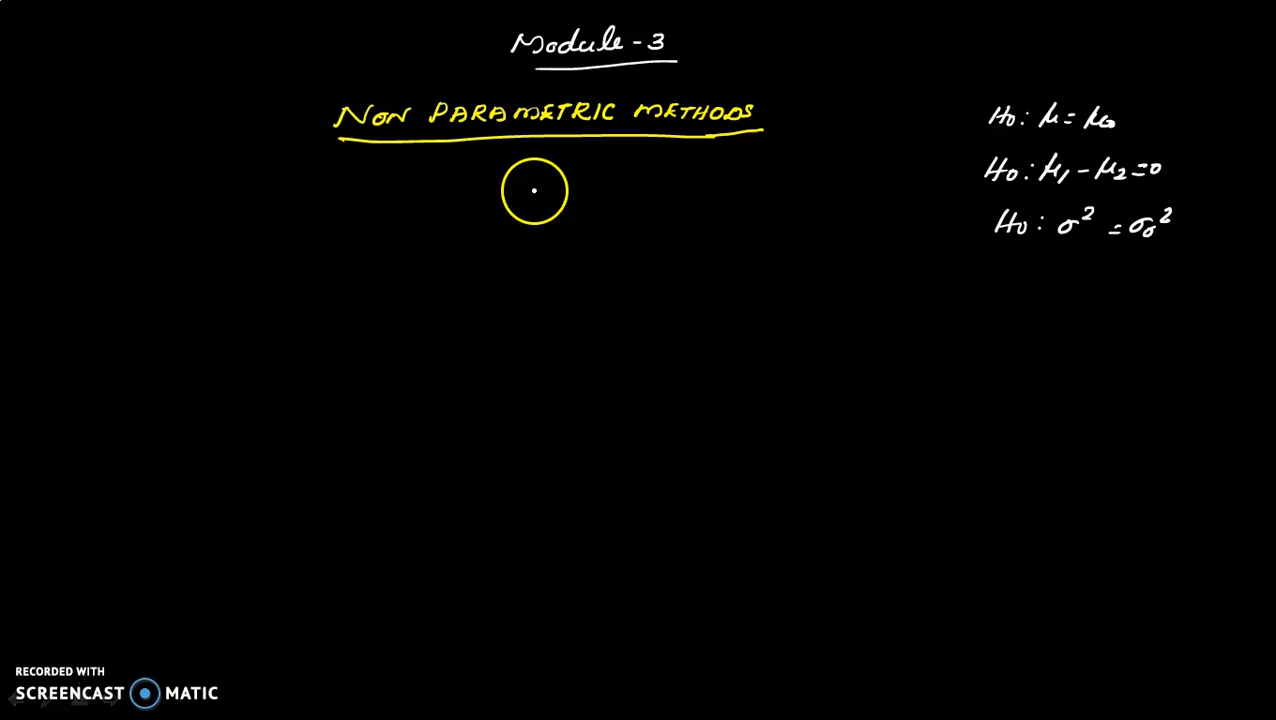 Module - 3
NON PARAMETRIC METHODS
H₀: μ = μ₀
H₀: μ₁ - μ₂ = 0
H₀: σ² = σ₀²
RECORDED WITH
SCREENCAST MATIC